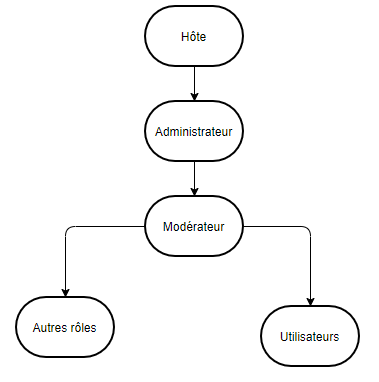 Hôte
Administrateur
Modérateur
Autres rôles
Utilisateurs